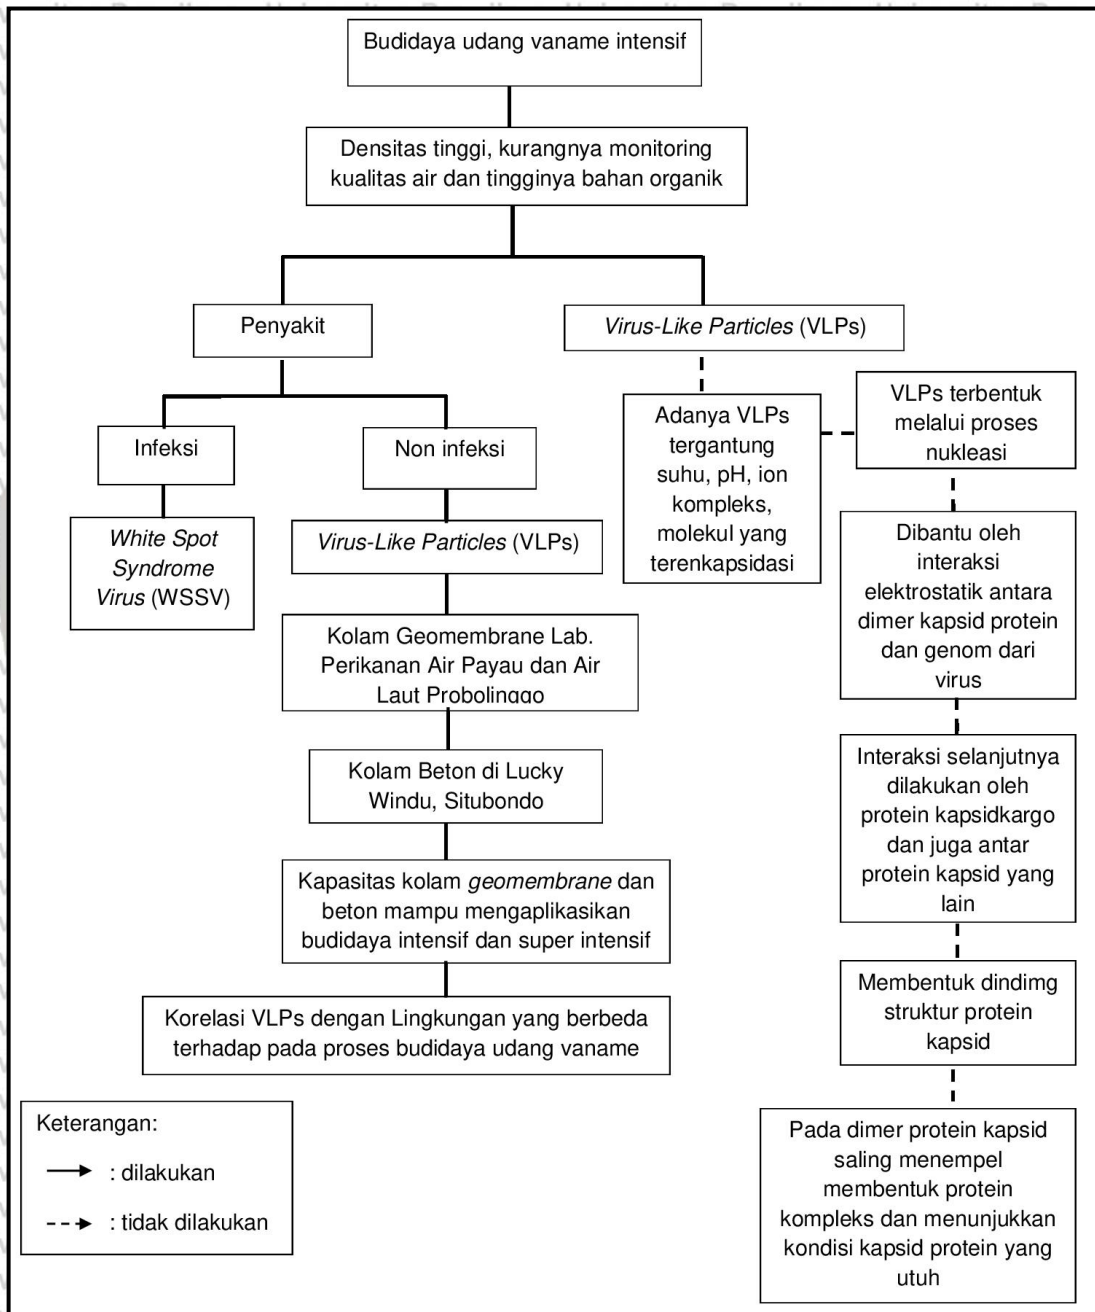 Budidaya udang vaname intensif
Densitas tinggi, kurangnya monitoring
kualitas air dan tingginya bahan organik
Penyakit
Virus-Like Particles (VLPs)
Infeksi
Non infeksi
White Spot
Syndrome
Virus (WSSV)
Virus-Like Particles (VLPs)
Kolam Geomembrane Lab.
Perikanan Air Payau dan Air
Laut Probolinggo
Kolam Beton di Lucky
Windu, Situbondo
Kapasitas kolam geomembrane dan
beton mampu mengaplikasikan
budidaya intensif dan super intensif
Korelasi VLPs dengan Lingkungan yang berbeda
terhadap pada proses budidaya udang vaname
Adanya VLPs
tergantung
suhu, pH, ion
kompleks,
molekul yang
terenkapsidasi
VLPs terbentuk
melalui proses
nukleasi
Dibantu oleh
interaksi
elektrostatik antara
dimer kapsid protein
dan genom dari
virus
Interaksi selanjutnya
dilakukan oleh
protein kapsidkargo
dan juga antar
protein kapsid yang
lain
Membentuk dindimg
struktur protein
kapsid
Pada dimer protein kapsid
saling menempel
membentuk protein
kompleks dan menunjukkan
kondisi kapsid protein yang
utuh
Keterangan:
: dilakukan
: tidak dilakukan